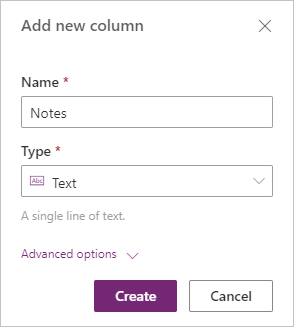 Add new column
Name *
Notes
Type *
Abc Text
A single line of text.
Advanced options
Create Cancel